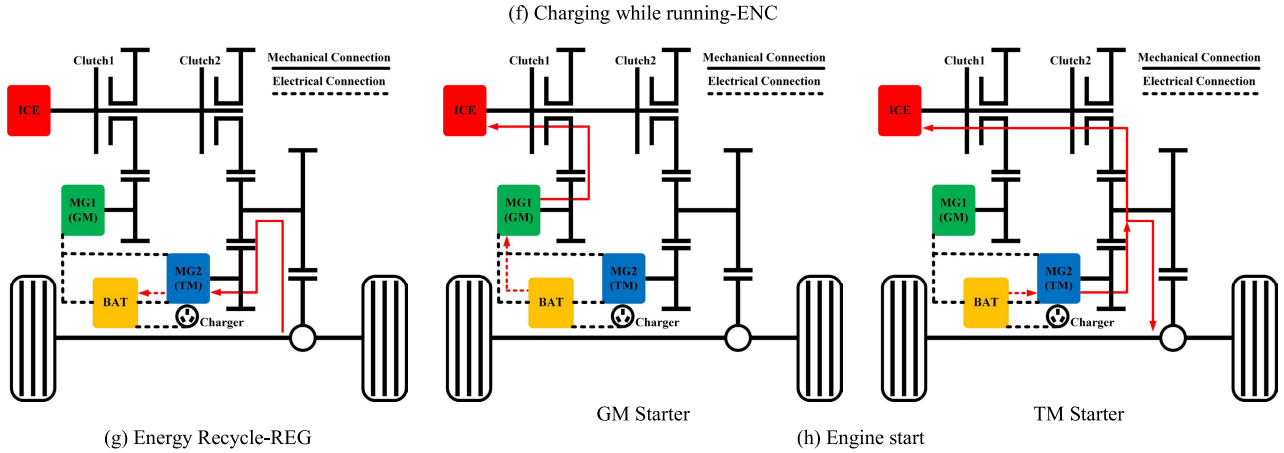 (f) Charging while running-ENC
Clutch1
Clutch2
Mechanical Connection
Electrical Connection
ICE
MG1
(GM)
MG2
(TM)
BAT
Charger
Clutch1
Clutch2
Mechanical Connection
Electrical Connection
ICE
MG1
(GM)
MG2
(TM)
BAT
Charger
Clutch1
Clutch2
Mechanical Connection
Electrical Connection
ICE
MG1
(GM)
MG2
(TM)
BAT
Charger
GM Starter
TM Starter
(g) Energy Recycle-REG
(h) Engine start